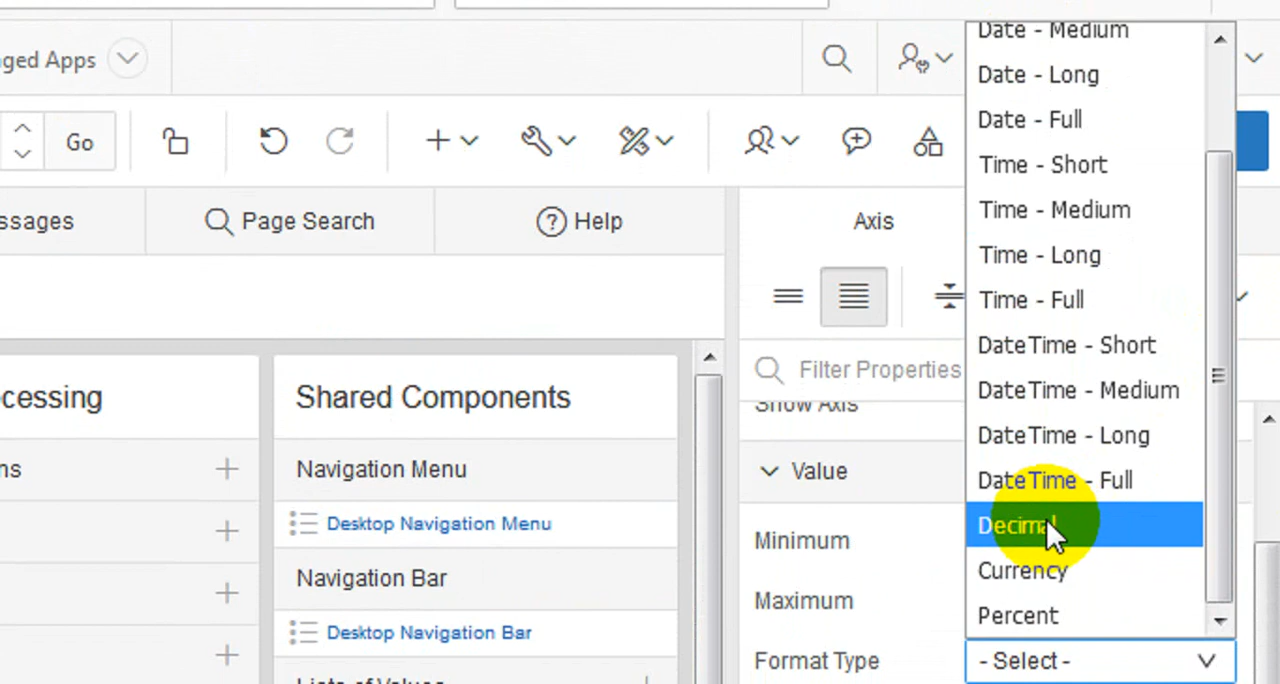 ged Apps
Go
ssages
Page Search
Help
Axis
Filter Properties
Show Axis
Value
Minimum
Maximum
Format Type
- Select -
Date - Medium
Date - Long
Date - Full
Time - Short
Time - Medium
Time - Long
Time - Full
DateTime - Short
DateTime - Medium
DateTime - Long
DateTime - Full
Decimal
Currency
Percent
cessing
ns
Shared Components
Navigation Menu
Desktop Navigation Menu
Navigation Bar
Desktop Navigation Bar
Lists of Values